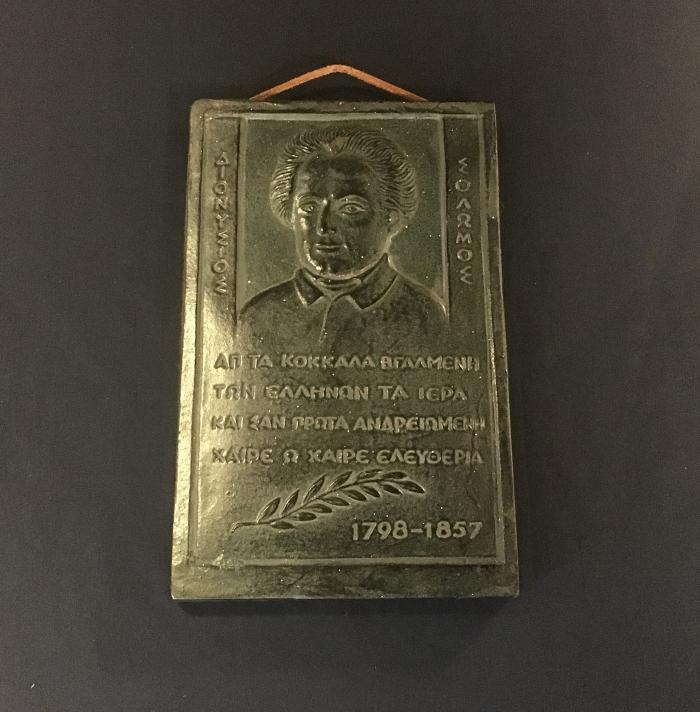 ΔΙΟΝΥΣΙΟΣ
ΣΟΛΩΜΟΣ
ΑΠ ΤΑ ΚΟΚΚΑΛΑ ΒΓΑΛΜΕΝΗ
ΤΩΝ ΕΛΛΗΝΩΝ ΤΑ ΙΕΡΑ
ΚΑΙ ΣΑΝ ΠΡΩΤΑ ΑΝΔΡΕΙΩΜΕΝΗ
ΧΑΙΡΕ Ω ΧΑΙΡΕ ΕΛΕΥΘΕΡΙΑ
1798-1857